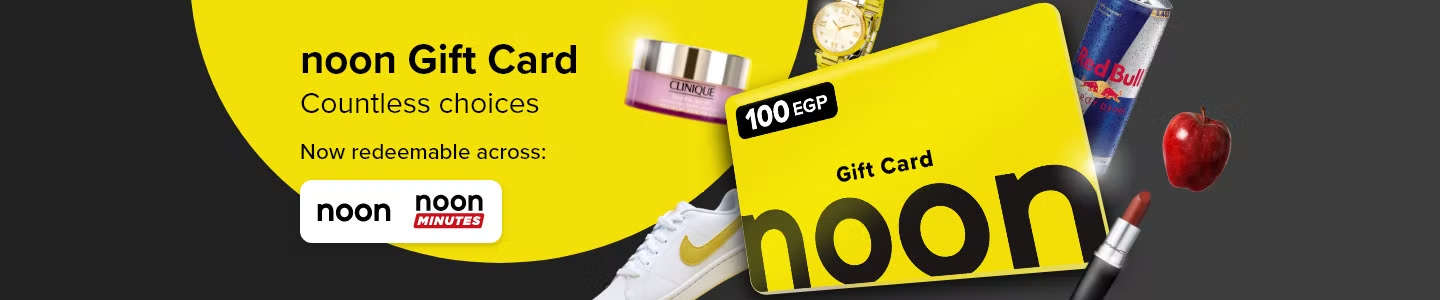 noon Gift Card
Countless choices
Now redeemable across:
noon
noon
MINUTES
CLINIQUE
100 EGP
Gift Card
noon
Red Bull